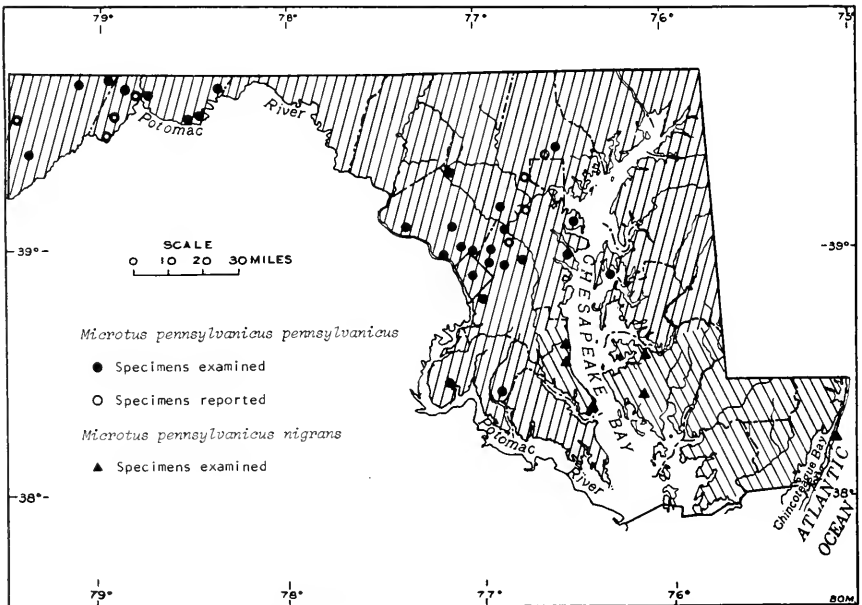 79° 78° 77° 76° 75°
Potomac
River
39°
39°
SCALE
0 10 20 30 MILES
CHESAPEAKE BAY
Microtus pennsylvanicus pennsylvanicus
Specimens examined
Specimens reported
Microtus pennsylvanicus nigrans
Specimens examined
Potomac
River
Chincoteague Bay
ATLANTIC
OCEAN
38°
38°
79° 78° 77° 76°
BOM.